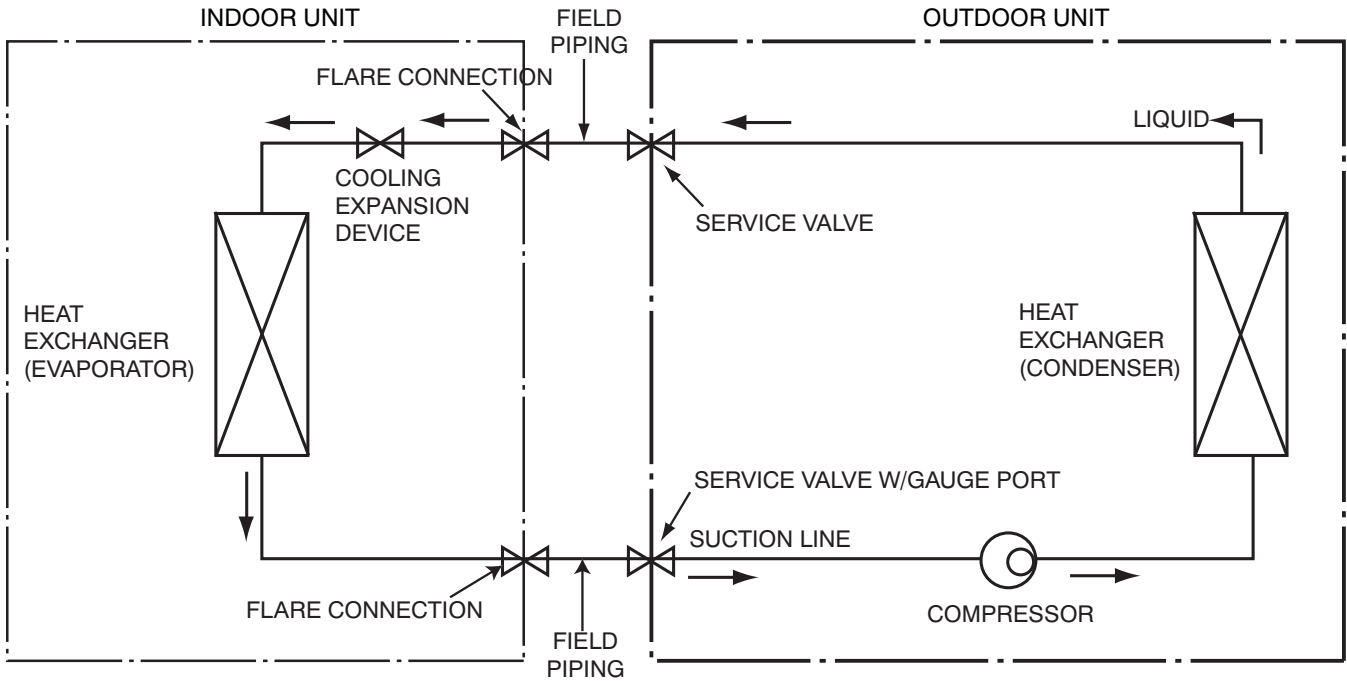 INDOOR UNIT
FIELD
PIPING
OUTDOOR UNIT
FLARE CONNECTION
LIQUID
COOLING
EXPANSION
DEVICE
SERVICE VALVE
HEAT
EXCHANGER
(EVAPORATOR)
HEAT
EXCHANGER
(CONDENSER)
SERVICE VALVE W/GAUGE PORT
SUCTION LINE
FLARE CONNECTION
COMPRESSOR
FIELD
PIPING